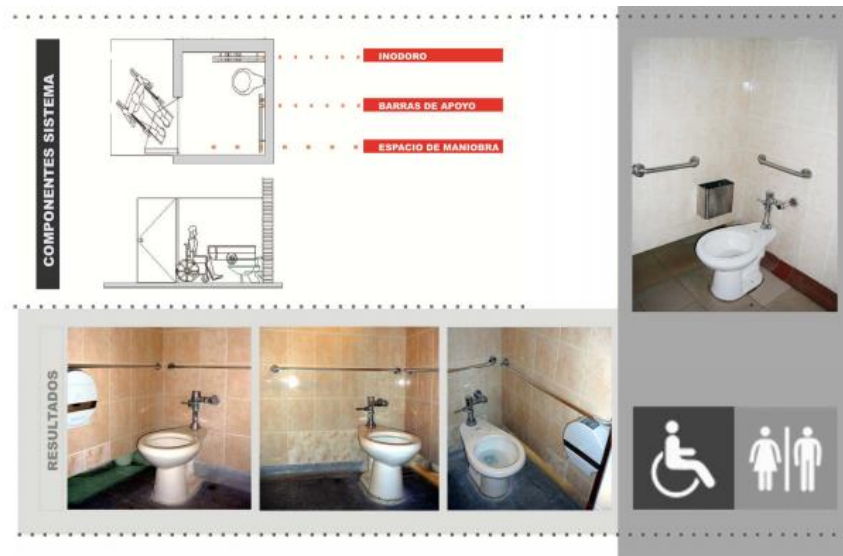 COMPONENTES SISTEMA
INODORO
BARRAS DE APOYO
ESPACIO DE MANIOBRA
RESULTADOS